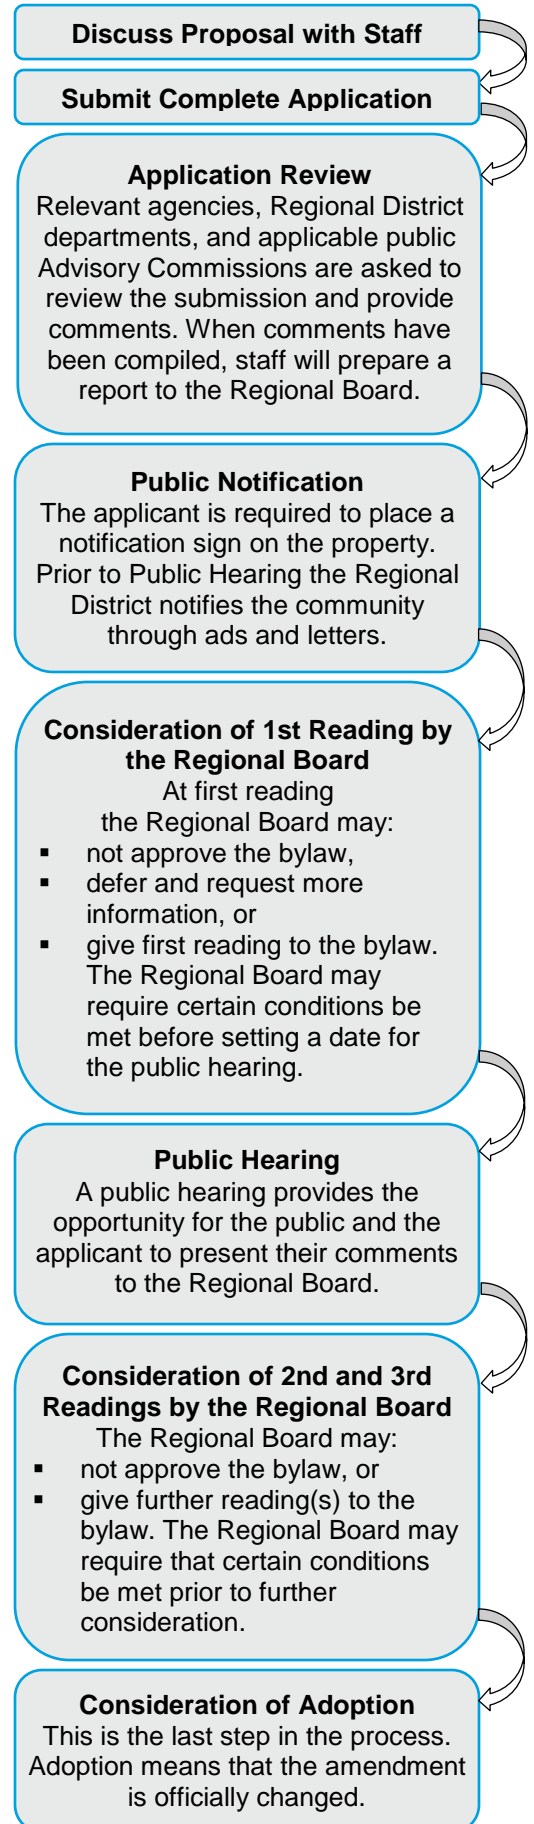 Discuss Proposal with Staff
Submit Complete Application
Application Review
Relevant agencies, Regional District
departments, and applicable public
Advisory Commissions are asked to
review the submission and provide
comments. When comments have
been compiled, staff will prepare a
report to the Regional Board.
Public Notification
The applicant is required to place a
notification sign on the property.
Prior to Public Hearing the Regional
District notifies the community
through ads and letters.
Consideration of 1st Reading by
the Regional Board
At first reading
the Regional Board may:
▪ not approve the bylaw,
▪ defer and request more
information, or
▪ give first reading to the bylaw.
The Regional Board may
require certain conditions be
met before setting a date for
the public hearing.
Public Hearing
A public hearing provides the
opportunity for the public and the
applicant to present their comments
to the Regional Board.
Consideration of 2nd and 3rd
Readings by the Regional Board
The Regional Board may:
▪ not approve the bylaw, or
▪ give further reading(s) to the
bylaw. The Regional Board may
require that certain conditions
be met prior to further
consideration.
Consideration of Adoption
This is the last step in the process.
Adoption means that the amendment
is officially changed.